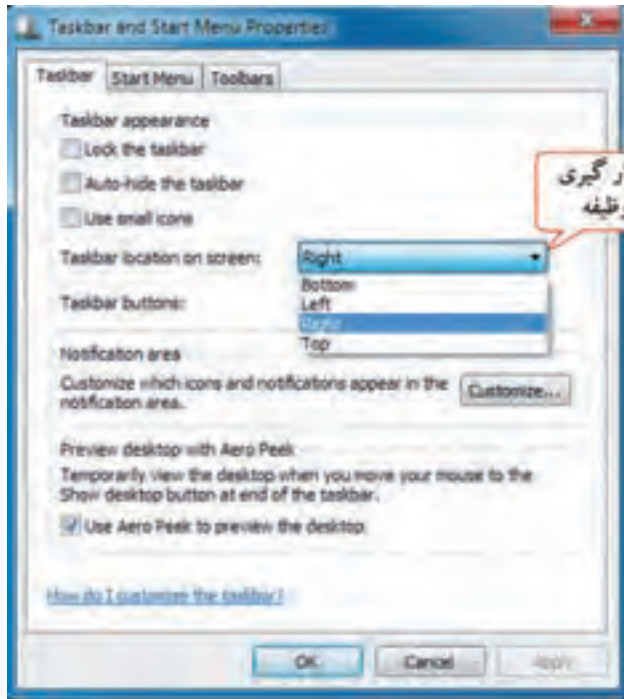 Taskbar and Start Menu Properties
Taskbar
Start Menu
Toolbars
Taskbar appearance
Lock the taskbar
Auto-hide the taskbar
Use small icons
Taskbar location on screen:
Right
Bottom
Left
Right
Top
Taskbar buttons:
گیری
وظیفه
Notification area
Customize which icons and notifications appear in the
notification area.
Customize...
Preview desktop with Aero Peek
Temporarily view the desktop when you move your mouse to the
Show desktop button at end of the taskbar.
Use Aero Peek to preview the desktop
How do I customize the taskbar?
OK
Cancel
Apply